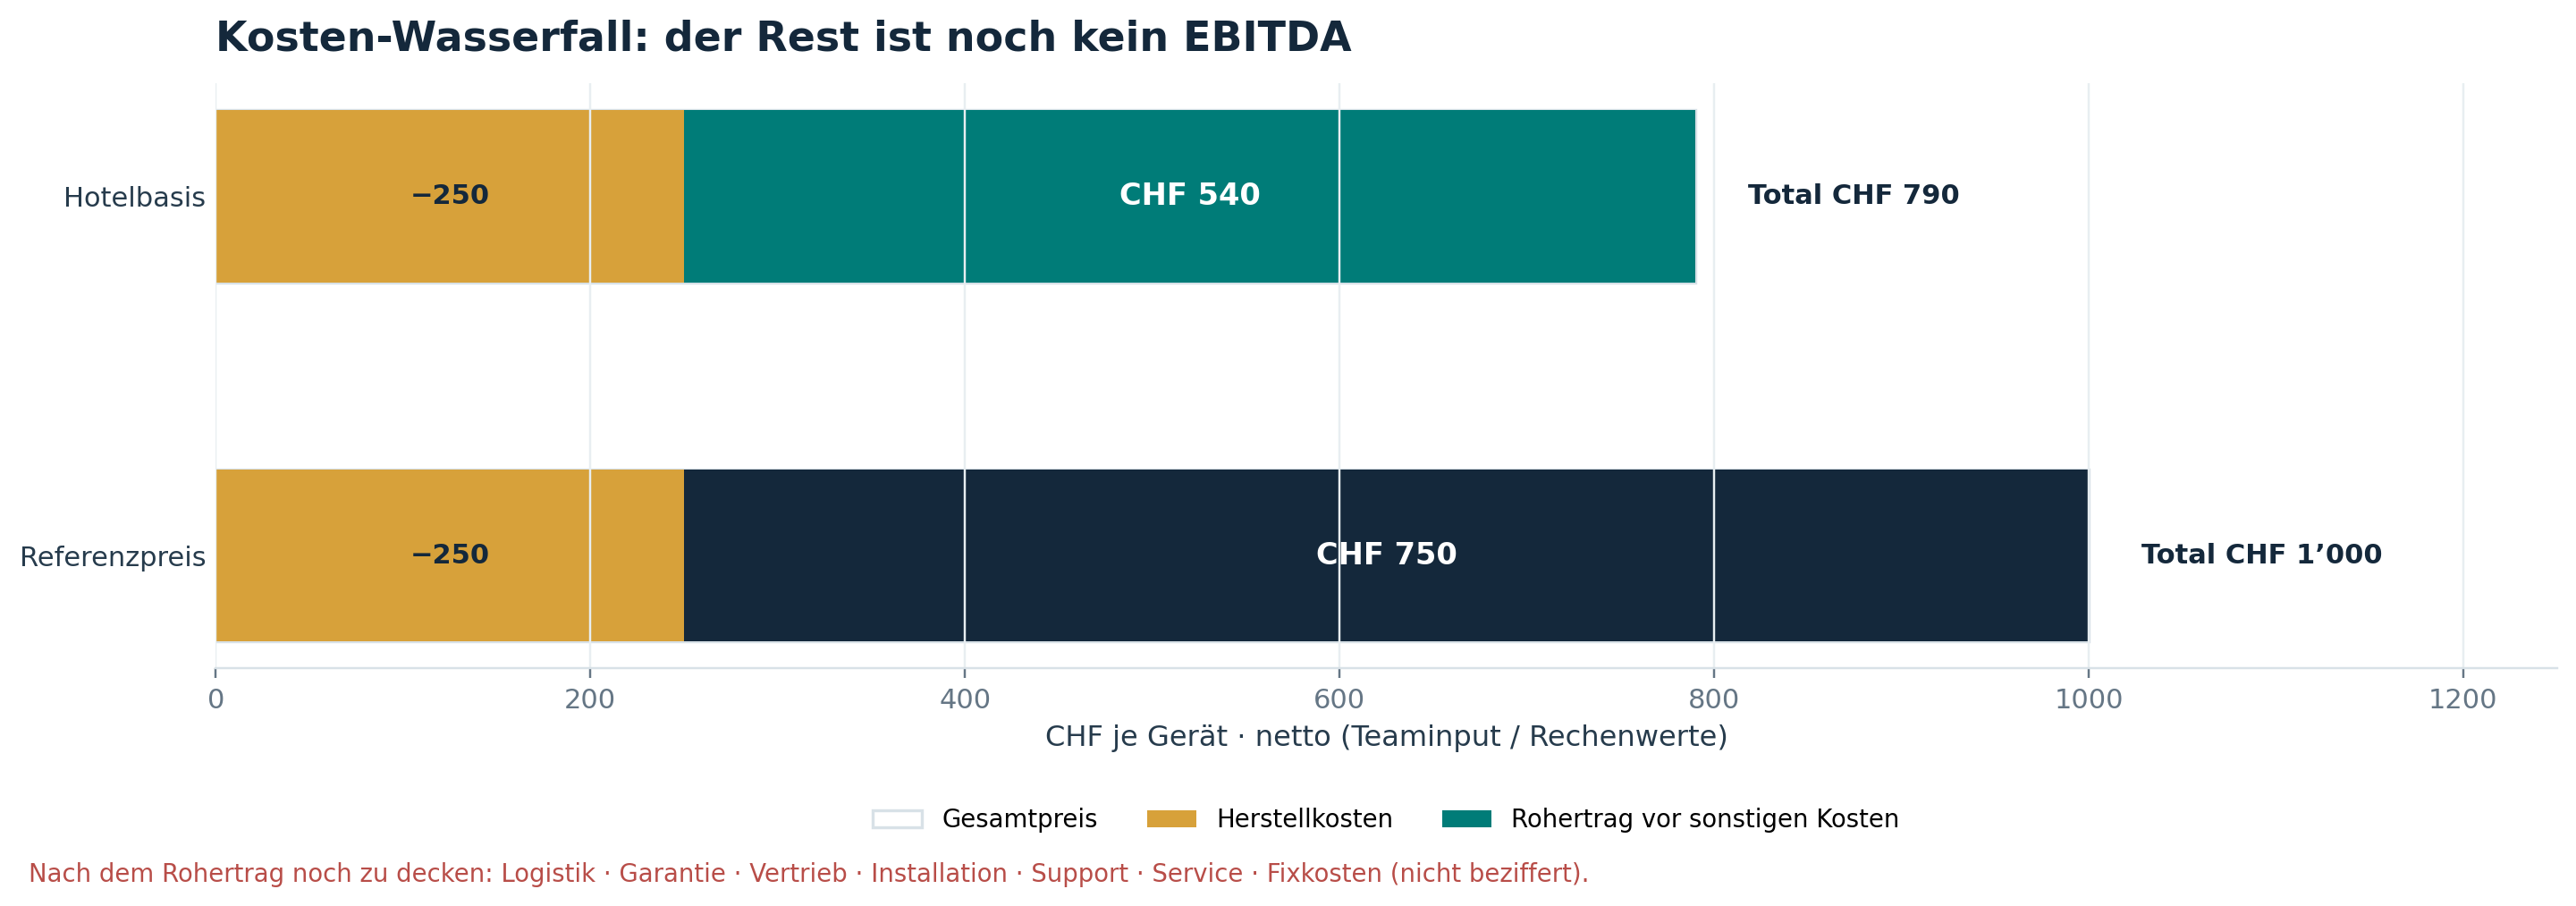 Kosten-Wasserfall: der Rest ist noch kein EBITDA
Hotelbasis
−250
CHF 540
Total CHF 790
Referenzpreis
−250
CHF 750
Total CHF 1’000
0 200 400 600 800 1000 1200
CHF je Gerät · netto (Teaminput / Rechenwerte)
Gesamtpreis Herstellkosten Rohertrag vor sonstigen Kosten
Nach dem Rohertrag noch zu decken: Logistik · Garantie · Vertrieb · Installation · Support · Service · Fixkosten (nicht beziffert).